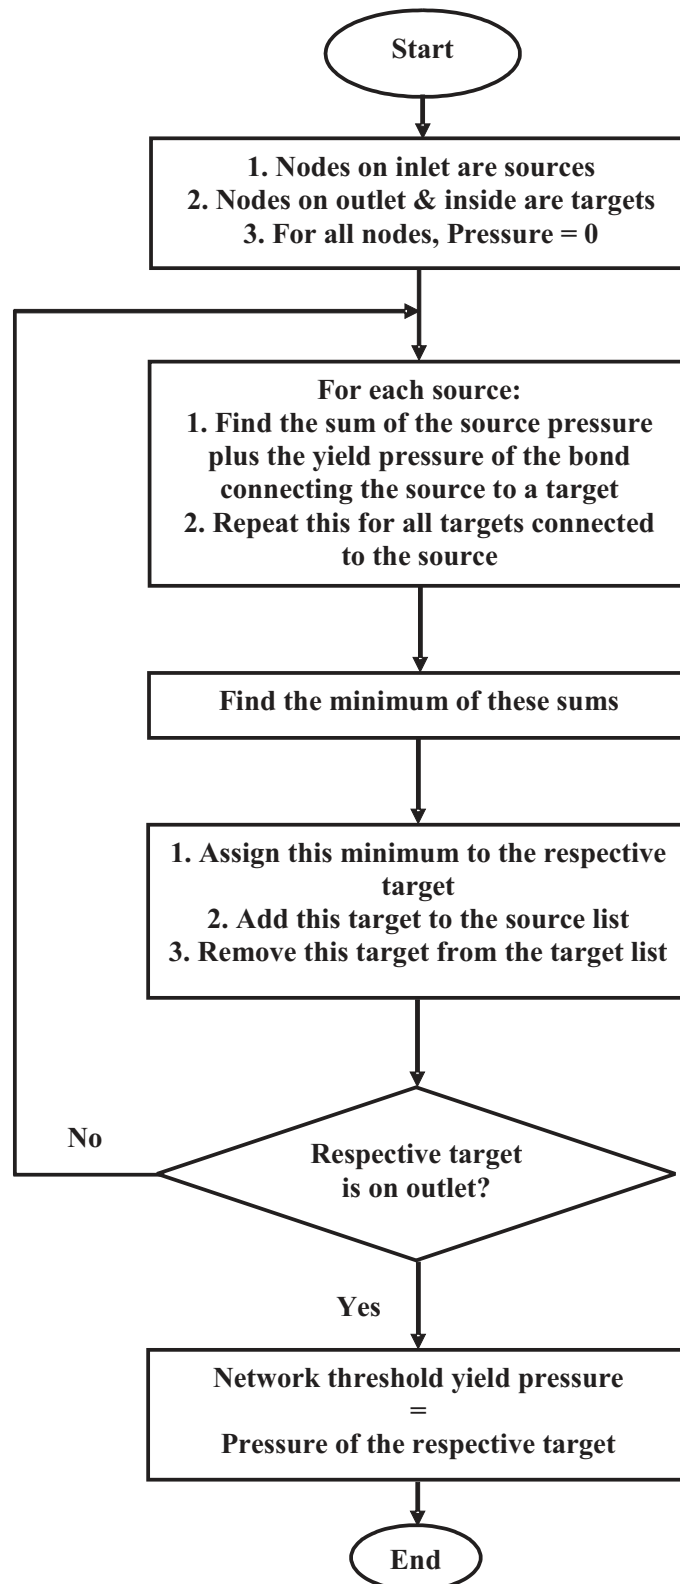 Start
1. Nodes on inlet are sources
2. Nodes on outlet & inside are targets
3. For all nodes, Pressure = 0
For each source:
1. Find the sum of the source pressure
plus the yield pressure of the bond
connecting the source to a target
2. Repeat this for all targets connected
to the source
Find the minimum of these sums
1. Assign this minimum to the respective
target
2. Add this target to the source list
3. Remove this target from the target list
No
Respective target
is on outlet?
Yes
Network threshold yield pressure
=
Pressure of the respective target
End